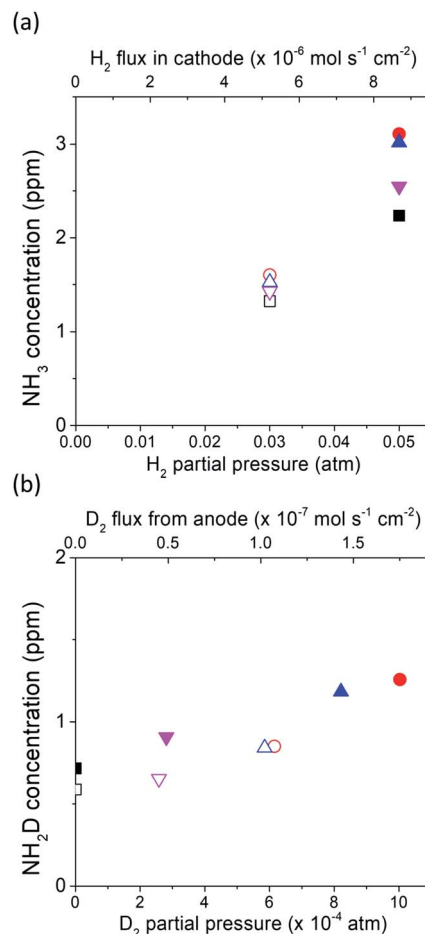 (a)
H₂ flux in cathode (x 10⁻⁶ mol s⁻¹ cm⁻²)
0 2 4 6 8
NH₃ concentration (ppm)
3
2
1
0
0.00 0.01 0.02 0.03 0.04 0.05
H₂ partial pressure (atm)
(b)
D₂ flux from anode (x 10⁻⁷ mol s⁻¹ cm⁻²)
0.0 0.5 1.0 1.5
NH₂D concentration (ppm)
2
1
0
0 2 4 6 8 10
D₂ partial pressure (x 10⁻⁴ atm)